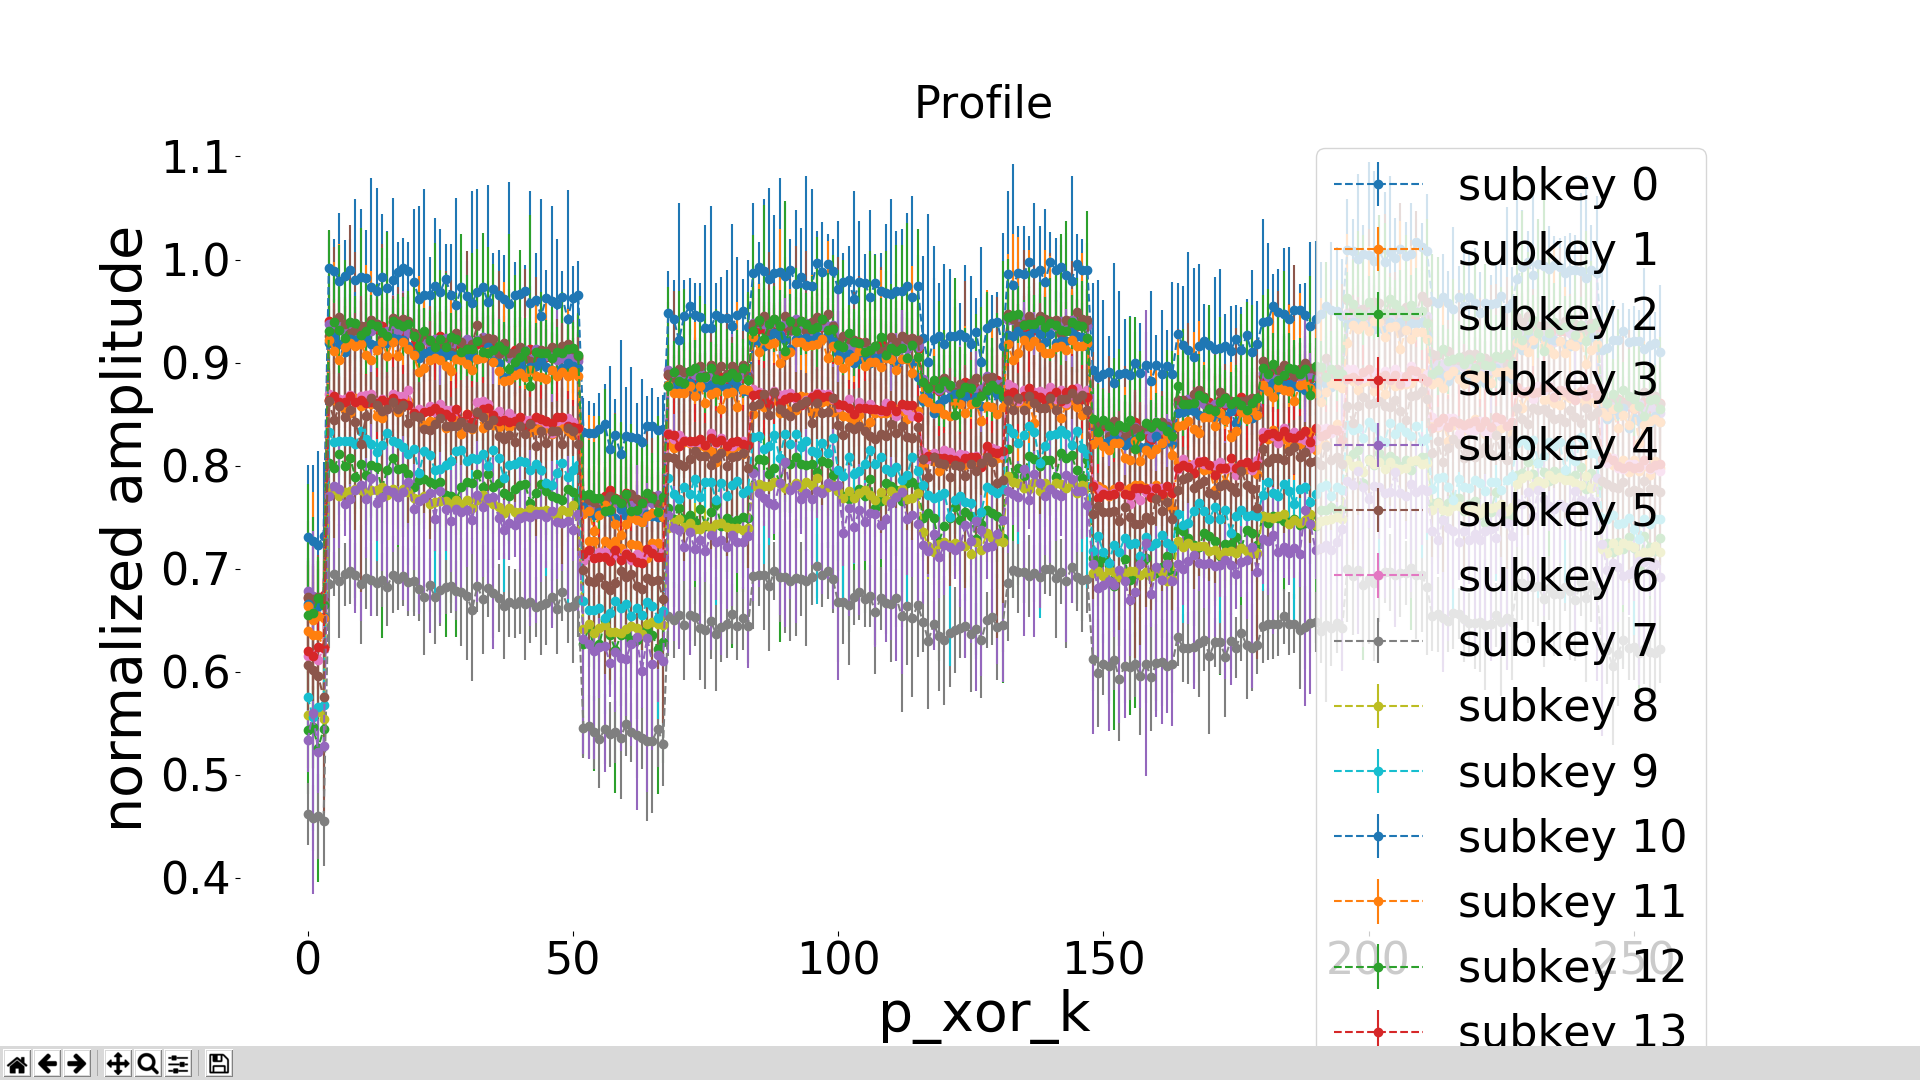 Profile
1.1
1.0
0.9
0.8
0.7
0.6
0.5
0.4
normalized amplitude
0 50 100 150 200 250
p_xor_k
subkey 0
subkey 1
subkey 2
subkey 3
subkey 4
subkey 5
subkey 6
subkey 7
subkey 8
subkey 9
subkey 10
subkey 11
subkey 12
subkey 13